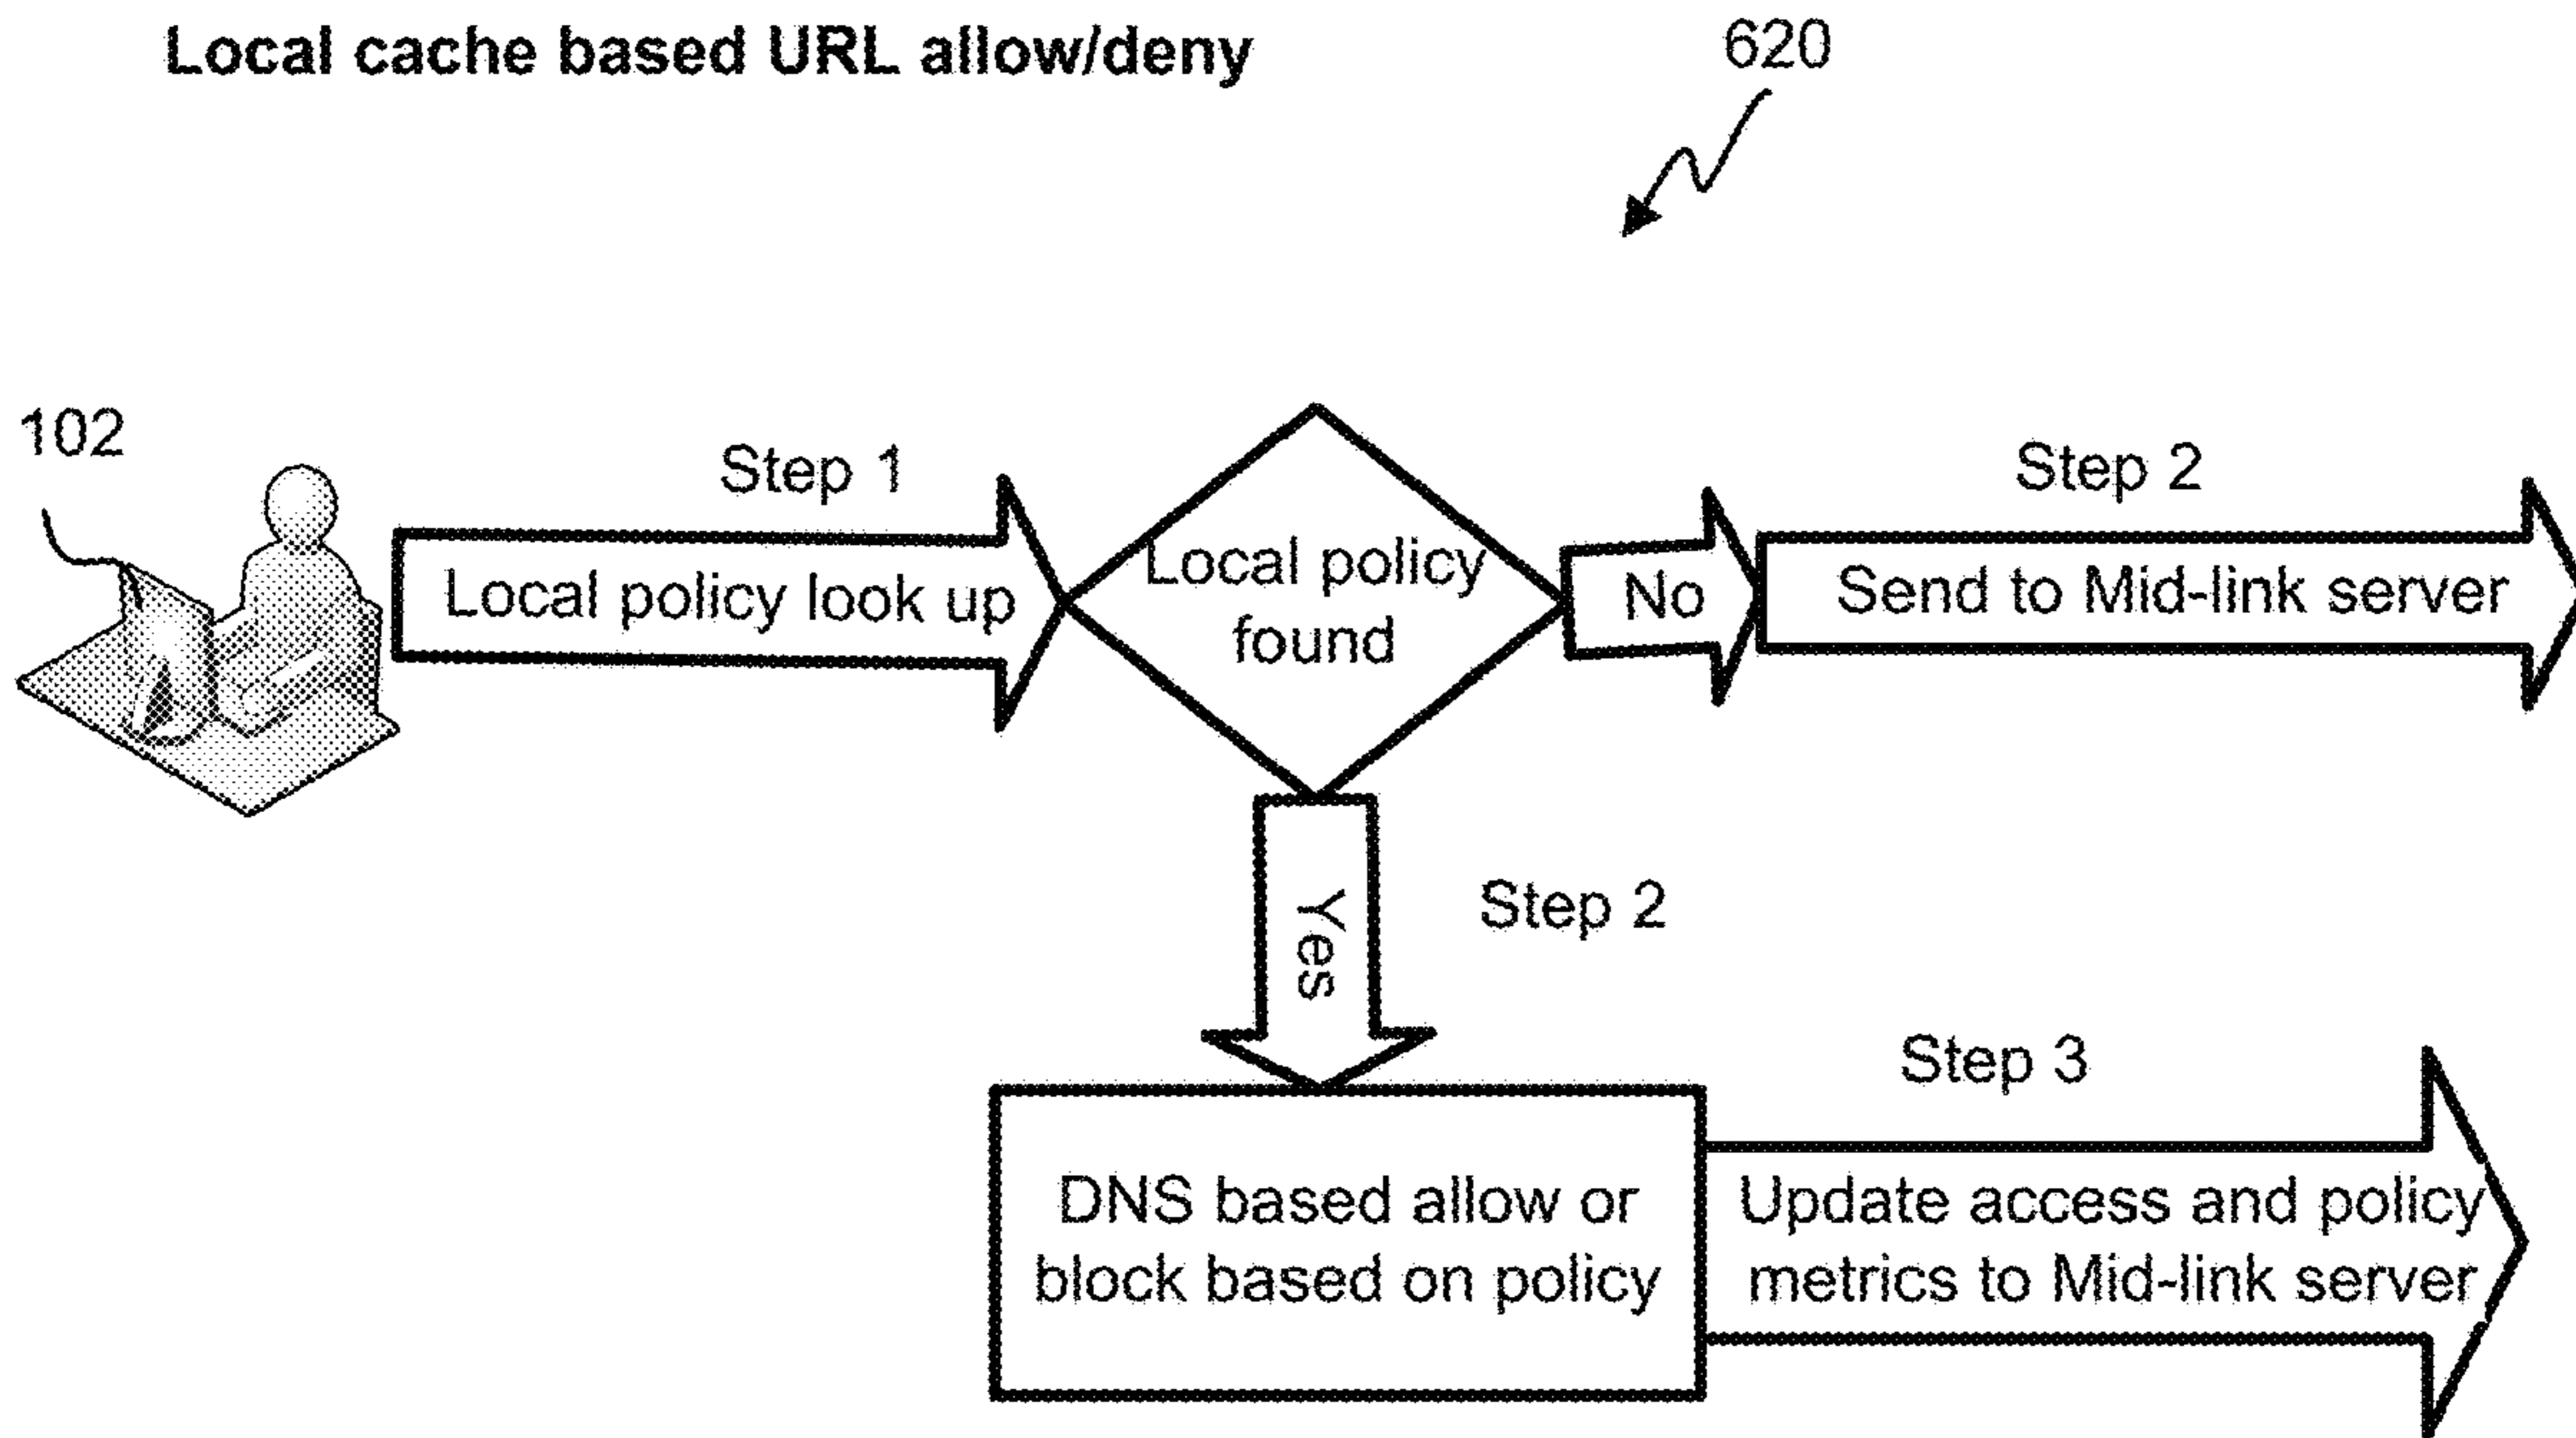 Local cache based URL allow/deny
620
102
Step 1
Local policy look up
Local policy
found
No
Step 2
Send to Mid-link server
Yes
Step 2
DNS based allow or
block based on policy
Step 3
Update access and policy
metrics to Mid-link server